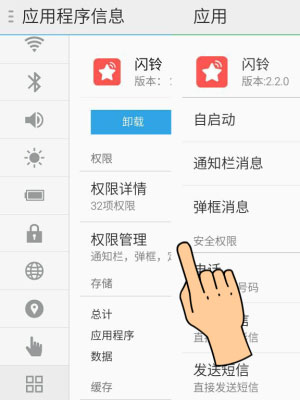 应用程序信息
闪铃
版本：
卸载
权限
权限详情
32项权限
权限管理
通知栏，弹框，
存储
总计
应用程序
数据
缓存
应用
闪铃
版本:2.2.0
自启动
通知栏消息
弹框消息
安全权限
电话
号码
信
直接
短信
发送短信
直接发送短信